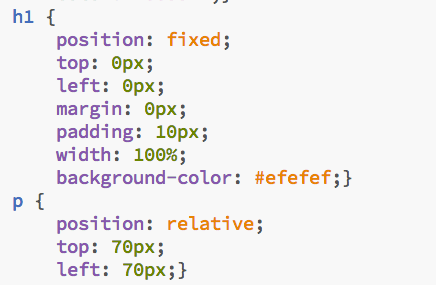 h1 {
    position: fixed;
    top: 0px;
    left: 0px;
    margin: 0px;
    padding: 10px;
    width: 100%;
    background-color: #efefef;}
p {
    position: relative;
    top: 70px;
    left: 70px;}